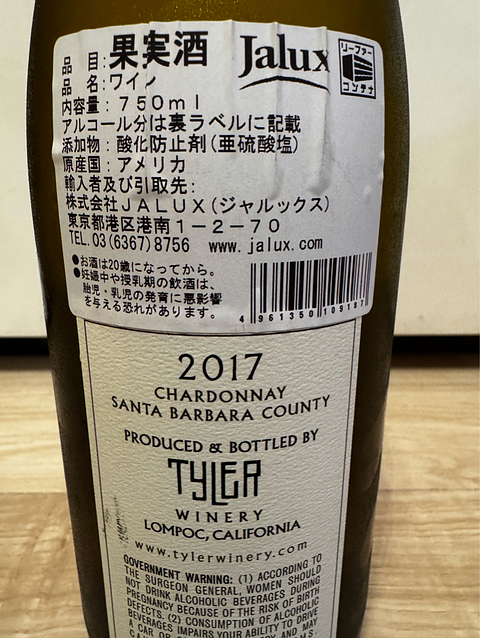 品　目：果実酒 Jalux リーファー コンテナ
品　名：ワイン
内容量：750ml
アルコール分は裏ラベルに記載
添加物：酸化防止剤（亜硫酸塩）
原産国：アメリカ
輸入者及び引取先：
株式会社JALUX（ジャルックス）
東京都港区港南1－2－70
TEL.03(6367)8756　www.jalux.com
●お酒は20歳になってから。
●妊娠中や授乳期の飲酒は、
胎児・乳児の発育に悪影響
を与える恐れがあります。
4 961350 109187
2017
CHARDONNAY
SANTA BARBARA COUNTY
PRODUCED & BOTTLED BY
TYLER
WINERY
LOMPOC, CALIFORNIA
www.tylerwinery.com
GOVERNMENT WARNING: (1) ACCORDING TO
THE SURGEON GENERAL, WOMEN SHOULD
NOT DRINK ALCOHOLIC BEVERAGES DURING
PREGNANCY BECAUSE OF THE RISK OF BIRTH
DEFECTS. (2) CONSUMPTION OF ALCOHOLIC
BEVERAGES IMPAIRS YOUR ABILITY TO DRIVE
A CAR OR AND MAY